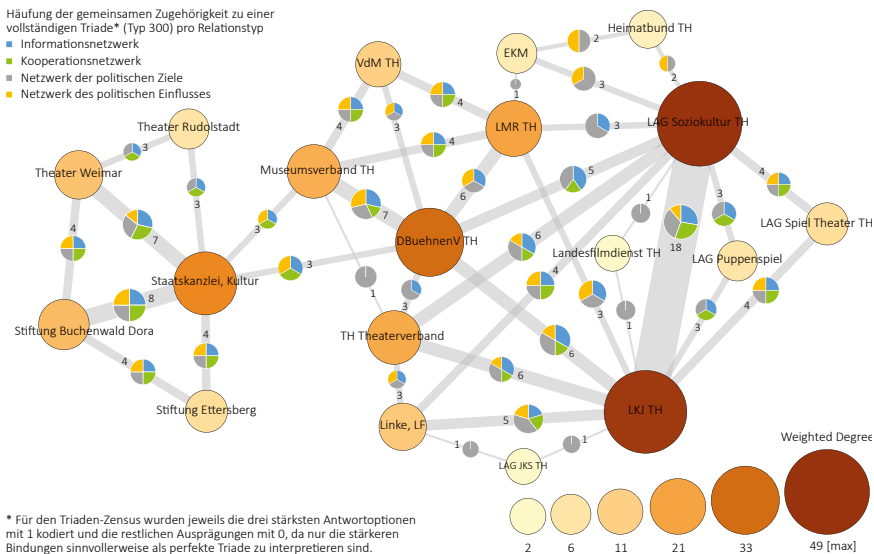 Häufung der gemeinsamen Zugehörigkeit zu einer
vollständigen Triade* (Typ 300) pro Relationstyp
Informationsnetzwerk
Kooperationsnetzwerk
Netzwerk der politischen Ziele
Netzwerk des politischen Einflusses
Heimatbund TH
2
EKM
2
3
1
VdM TH
4
4
3
LMR TH
3
LAG Soziokultur TH
Theater Rudolstadt
3
Theater Weimar
3
4
Museumsverband TH
6
5
7
1
3
4
3
1
18
LAG Spiel Theater TH
4
7
3
DBuehnenV TH
6
Landesfilmdienst TH
LAG Puppenspiel
Staatskanzlei, Kultur
3
1
3
4
8
1
3
3
4
Stiftung Buchenwald Dora
4
4
TH Theaterverband
6
6
3
Stiftung Ettersberg
Linke, LF
5
LKJ TH
1
1
LAG JKS TH
Weighted Degree
2
6
11
21
33
49 [max]
* Für den Triaden-Zensus wurden jeweils die drei stärksten Antwortoptionen
mit 1 kodiert und die restlichen Ausprägungen mit 0, da nur die stärkeren
Bindungen sinnvollerweise als perfekte Triade zu interpretieren sind.